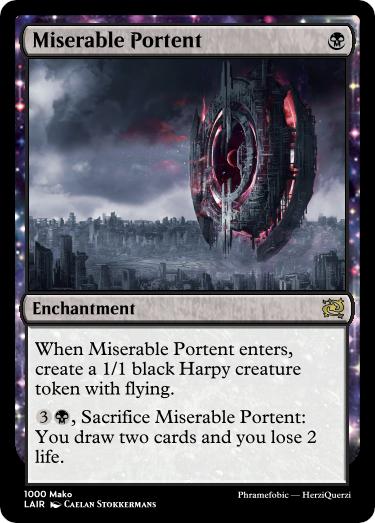 Miserable Portent
Enchantment
When Miserable Portent enters,
create a 1/1 black Harpy creature
token with flying.
3, Sacrifice Miserable Portent:
You draw two cards and you lose 2
life.
1000 Mako
LAIR Caelan Stokkermans
Phramefobic — HerziQuerzi